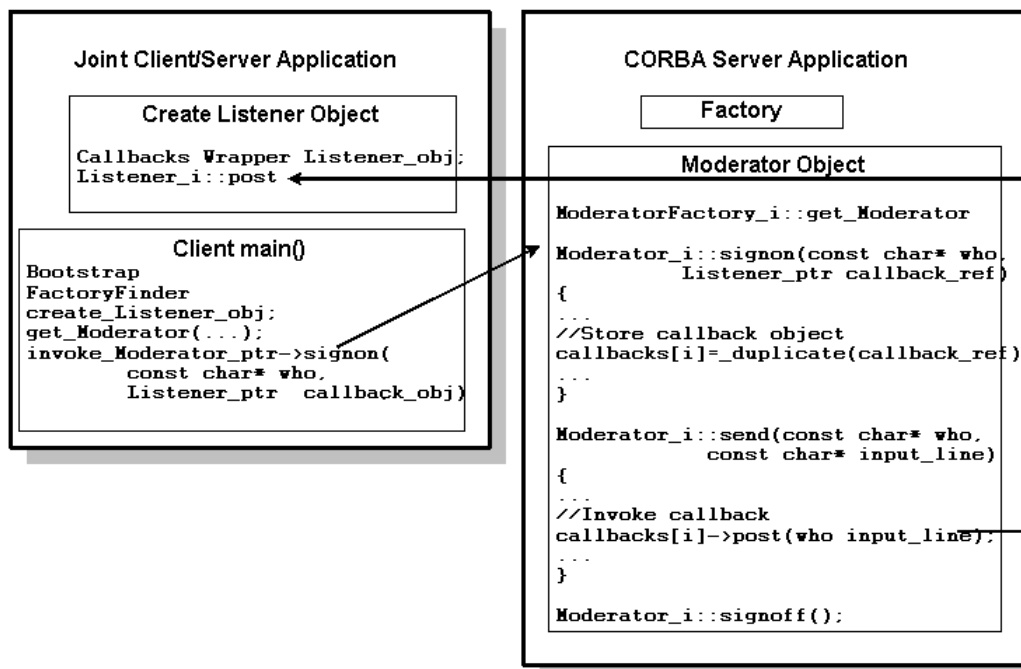 Joint Client/Server Application
Create Listener Object
Callbacks Wrapper Listener_obj;
Listener_i::post
Client main()
Bootstrap
FactoryFinder
create_Listener_obj;
get_Moderator(...);
invoke_Moderator_ptr->signon(
const char* who,
Listener_ptr callback_obj)
CORBA Server Application
Factory
Moderator Object
ModeratorFactory_i::get_Moderator
Moderator_i::signon(const char* who,
Listener_ptr callback_ref)
{
...
//Store callback object
callbacks[i]=_duplicate(callback_ref)
...
}
Moderator_i::send(const char* who,
const char* input_line)
{
...
//Invoke callback
callbacks[i]->post(who input_line);
...
}
Moderator_i::signoff();